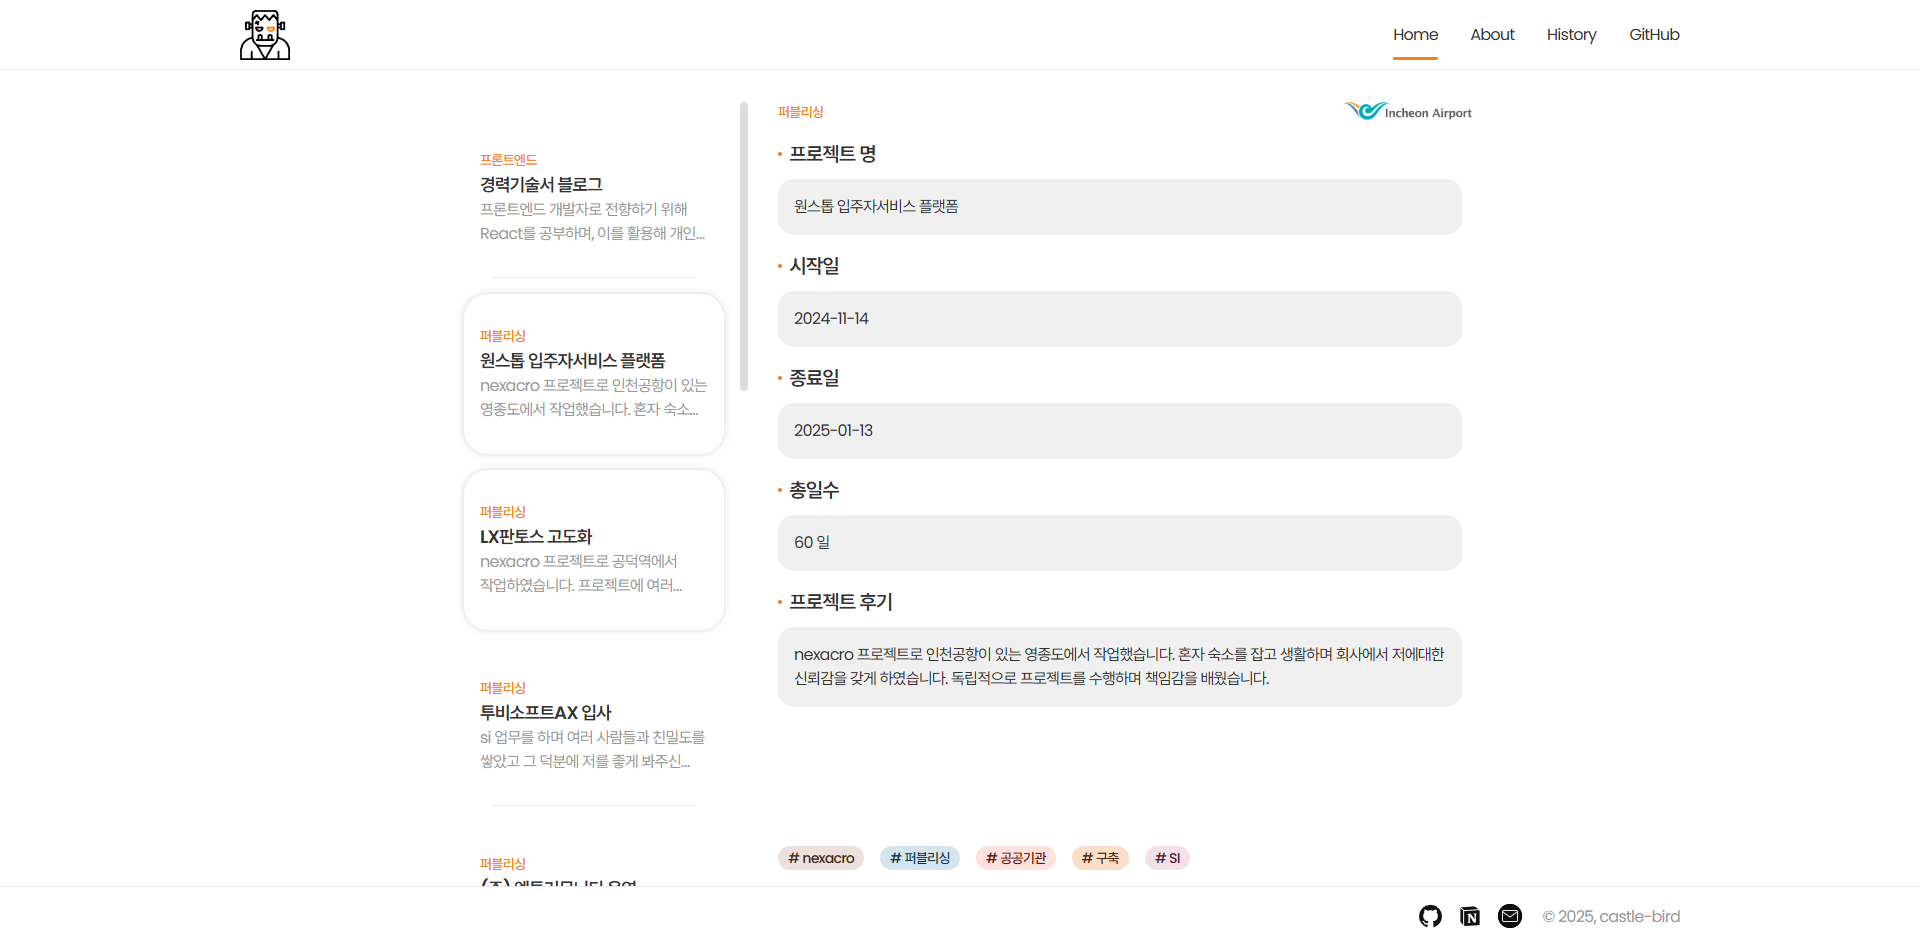 Home
About
History
GitHub
프론트엔드
경력기술서 블로그
프론트엔드 개발자로 전향하기 위해
React를 공부하며, 이를 활용해 개인...
퍼블리싱
원스톱 입주자서비스 플랫폼
nexacro 프로젝트로 인천공항이 있는
영종도에서 작업했습니다. 혼자 숙소...
퍼블리싱
LX판토스 고도화
nexacro 프로젝트로 공덕역에서
작업하였습니다. 프로젝트에 여러...
퍼블리싱
투비소프트AX 입사
si 업무를 하며 여러 사람들과 친밀도를
쌓았고 그 덕분에 저를 좋게 봐주신...
퍼블리싱
퍼블리싱
Incheon Airport
프로젝트 명
원스톱 입주자서비스 플랫폼
시작일
2024-11-14
종료일
2025-01-13
총일수
60 일
프로젝트 후기
nexacro 프로젝트로 인천공항이 있는 영종도에서 작업했습니다. 혼자 숙소를 잡고 생활하며 회사에서 저에대한
신뢰감을 갖게 하였습니다. 독립적으로 프로젝트를 수행하며 책임감을 배웠습니다.
# nexacro
# 퍼블리싱
# 공공기관
# 구축
# SI
© 2025, castle-bird